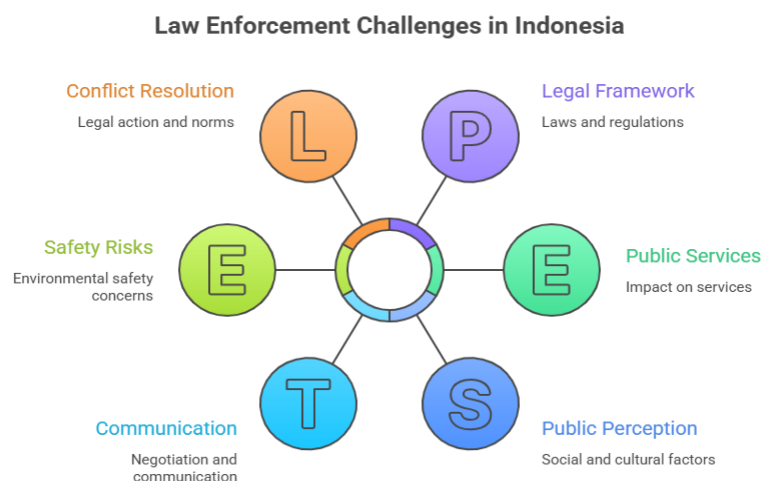 Law Enforcement Challenges in Indonesia
Conflict Resolution
Legal action and norms
L
P
Legal Framework
Laws and regulations
Safety Risks
Environmental safety
concerns
E
E
Public Services
Impact on services
Communication
Negotiation and
communication
T
S
Public Perception
Social and cultural factors